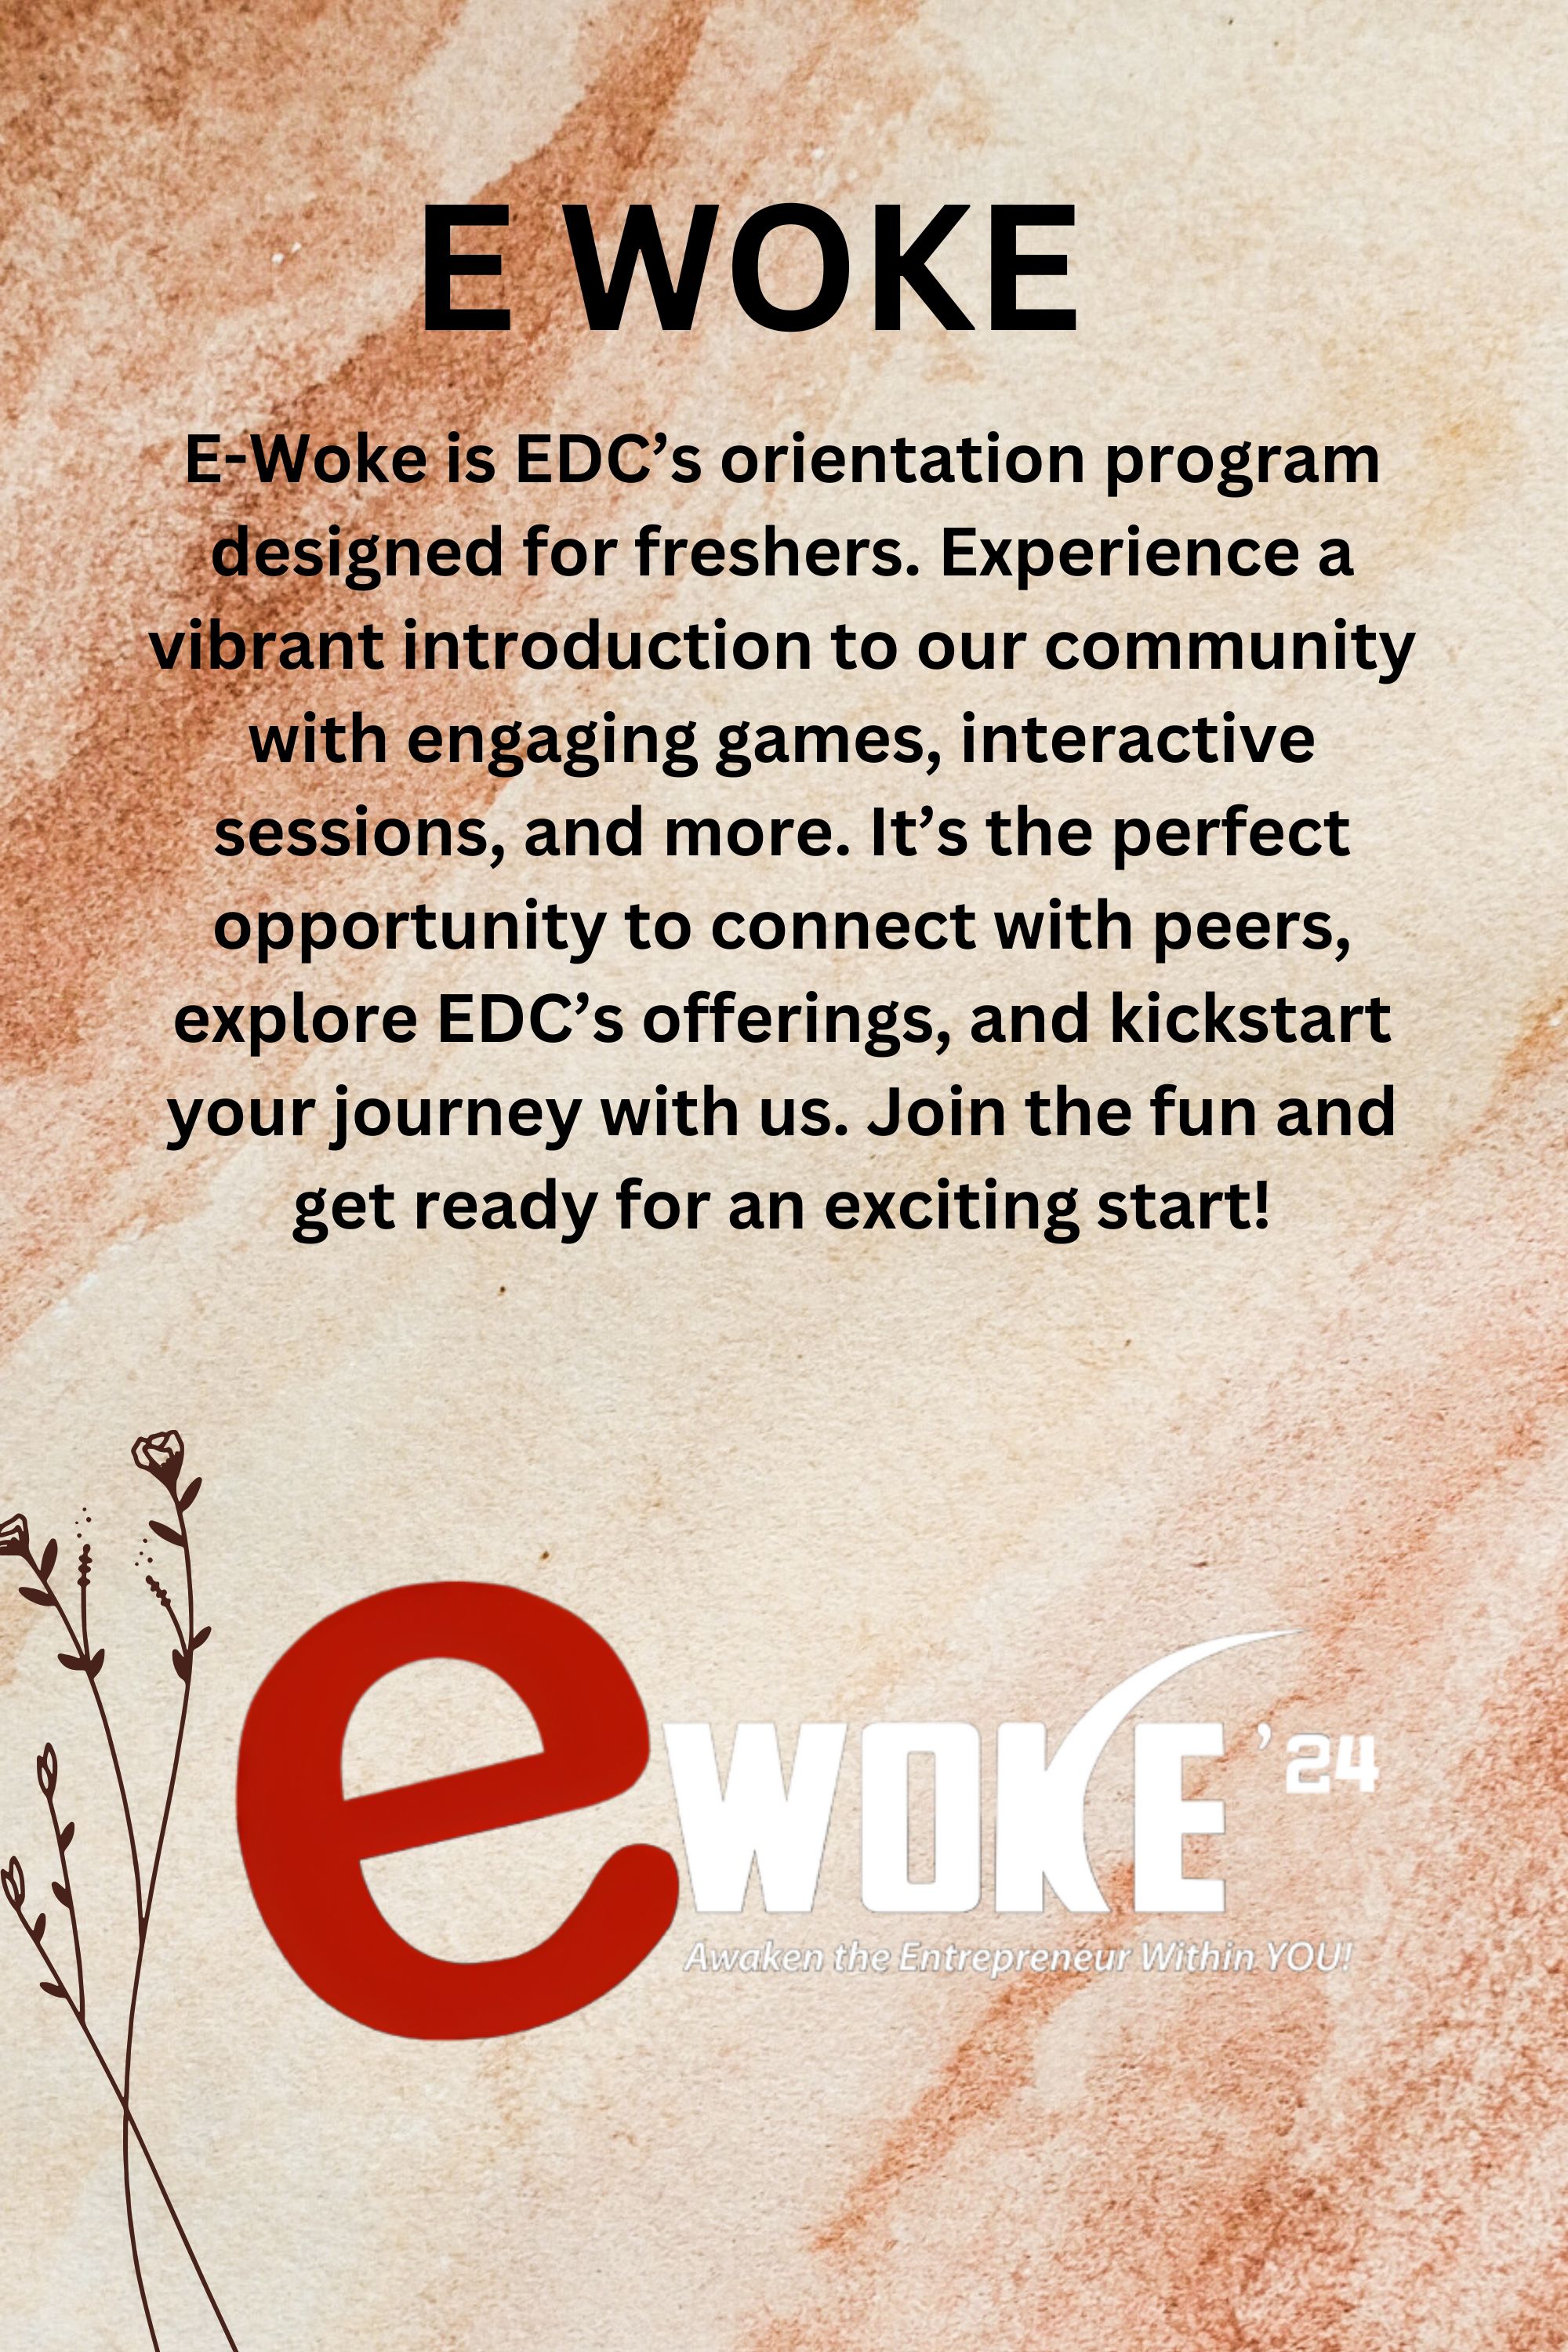 E WOKE
E-Woke is EDC’s orientation program
designed for freshers. Experience a
vibrant introduction to our community
with engaging games, interactive
sessions, and more. It’s the perfect
opportunity to connect with peers,
explore EDC’s offerings, and kickstart
your journey with us. Join the fun and
get ready for an exciting start!
eWOKE ’24
Awaken the Entrepreneur Within YOU!